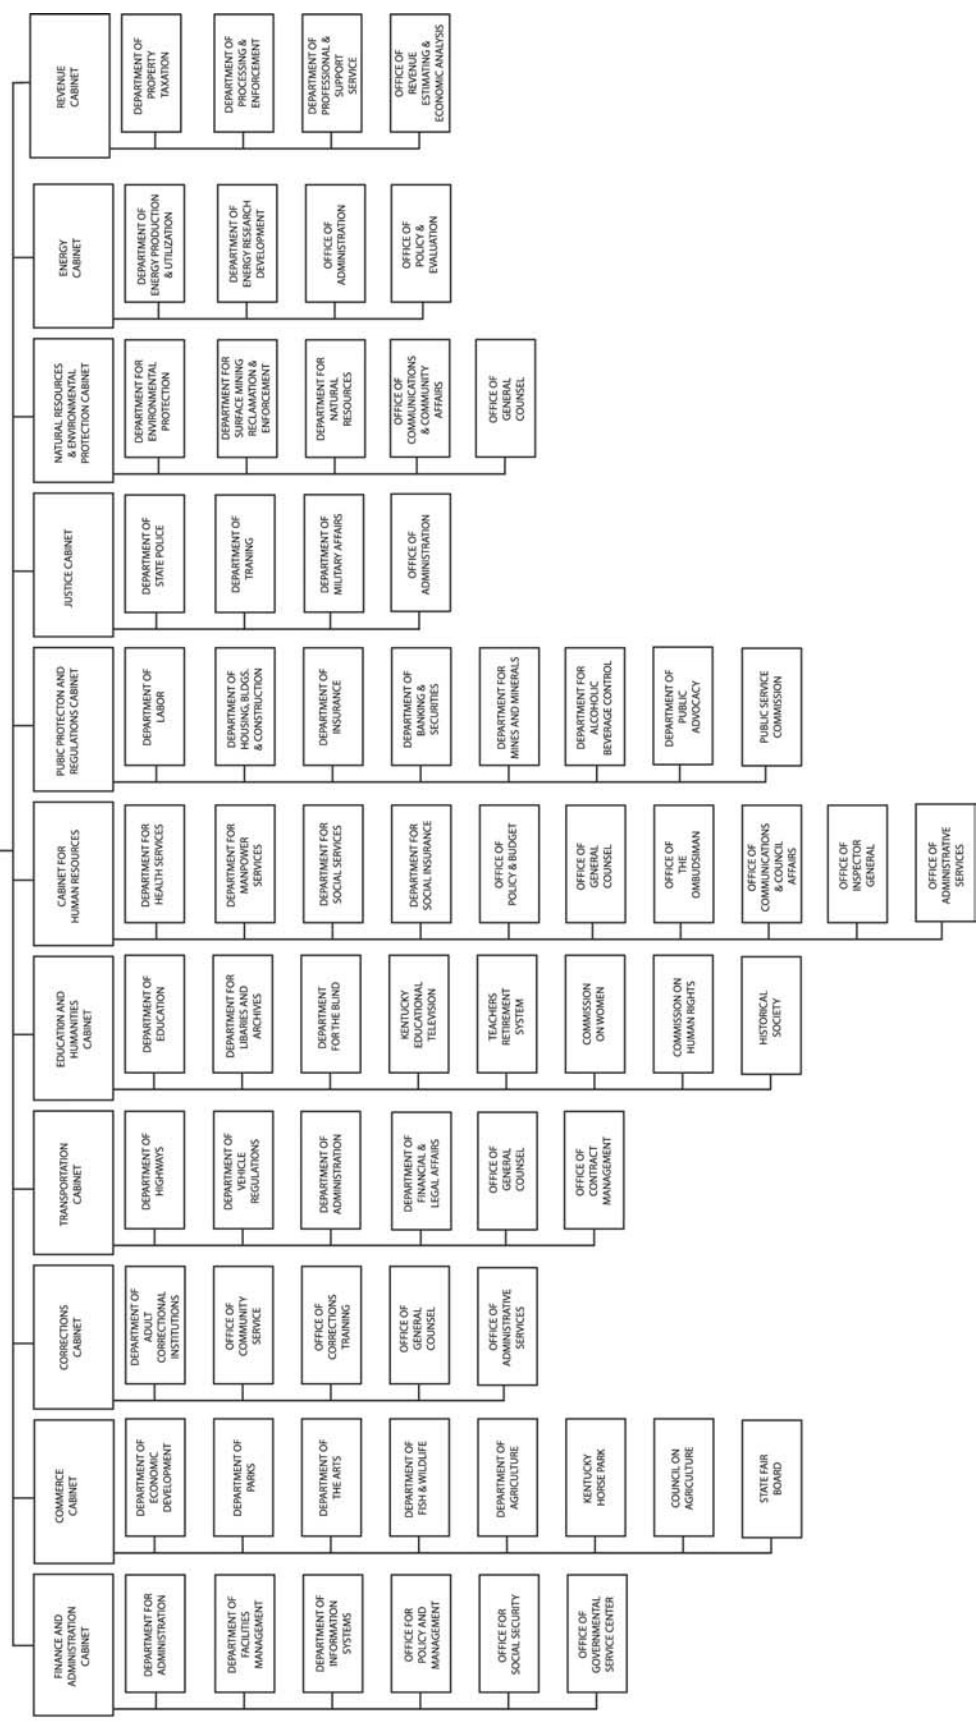 FINANCE AND
ADMINISTRATION
CABINET
DEPARTMENT FOR
ADMINISTRATION
DEPARTMENT OF
FACILITIES
MANAGEMENT
DEPARTMENT OF
INFORMATION
SYSTEMS
OFFICE FOR
POLICY AND
MANAGEMENT
OFFICE FOR
SOCIAL SECURITY
OFFICE OF
GOVERNMENTAL
SERVICE CENTER
COMMERCE
CABINET
DEPARTMENT OF
ECONOMIC
DEVELOPMENT
DEPARTMENT OF
PARKS
DEPARTMENT OF
THE ARTS
DEPARTMENT OF
FISH & WILDLIFE
DEPARTMENT OF
AGRICULTURE
KENTUCKY
HORSE PARK
COUNCIL ON
AGRICULTURE
STATE FAIR
BOARD
CORRECTIONS
CABINET
DEPARTMENT OF
ADULT
CORRECTIONAL
INSTITUTIONS
OFFICE OF
COMMUNITY
SERVICE
OFFICE OF
CORRECTIONS
TRAINING
OFFICE OF
GENERAL
COUNSEL
OFFICE OF
ADMINISTRATIVE
SERVICES
TRANSPORTATION
CABINET
DEPARTMENT OF
HIGHWAYS
DEPARTMENT OF
VEHICLE
REGULATIONS
DEPARTMENT OF
ADMINISTRATION
DEPARTMENT OF
FINANCIAL &
LEGAL AFFAIRS
OFFICE OF
GENERAL
COUNSEL
OFFICE OF
CONTRACT
MANAGEMENT
EDUCATION AND
HUMANITIES
CABINET
DEPARTMENT OF
EDUCATION
DEPARTMENT FOR
LIBARIES AND
ARCHIVES
DEPARTMENT
FOR THE BLIND
KENTUCKY
EDUCATIONAL
TELEVISION
TEACHERS
RETIREMENT
SYSTEM
COMMISSION
ON WOMEN
COMMISSION ON
HUMAN RIGHTS
HISTORICAL
SOCIETY
CABINET FOR
HUMAN RESOURCES
DEPARTMENT FOR
HEALTH SERVICES
DEPARTMENT FOR
MANPOWER
SERVICES
DEPARTMENT FOR
SOCIAL SERVICES
DEPARTMENT FOR
SOCIAL INSURANCE
OFFICE OF
POLICY & BUDGET
OFFICE OF
GENERAL
COUNSEL
OFFICE OF
THE
OMBUDSIMAN
OFFICE OF
COMMUNICATIONS
& COUNCIL
AFFAIRS
OFFICE OF
INSPECTOR
GENERAL
OFFICE OF
ADMINISTRATIVE
SERVICES
PUBIC PROTECTOIN AND
REGULATIONS CABINET
DEPARTMENT OF
LABOR
DEPARTMENT OF
HOUSING, BLDGS.
& CONSTRUCTION
DEPARTMENT OF
INSURANCE
DEPARTMENT OF
BANKING &
SECURITIES
DEPARTMENT FOR
MINES AND MINERALS
DEPARTMENT FOR
ALCOHOLIC
BEVERAGE CONTROL
DEPARTMENT OF
PUBLIC
ADVOCACY
PUBLIC SERVICE
COMMISSION
JUSTICE CABINET
DEPARTMENT OF
STATE POLICE
DEPARTMENT OF
TRANING
DEPARTMENT OF
MILITARY AFFAIRS
OFFICE OF
ADMINISTRATION
NATURAL RESOURCES
& ENVIRONMENTAL
PROTECTION CABINET
DEPARTMENT FOR
ENVIRONMENTAL
PROTECTION
DEPARTMENT FOR
SURFACE MINING
RECLAMATION &
ENFORCEMENT
DEPARTMENT FOR
NATURAL
RESOURCES
OFFICE OF
COMMUNICATIONS
& COMMUNITY
AFFAIRS
OFFICE OF
GENERAL
COUNSEL
ENERGY
CABINET
DEPARTMENT OF
ENERGY PRODUCTION
& UTILIZATION
DEPARTMENT OF
ENERGY RESEARCH
DEVELOPMENT
OFFICE OF
ADMINISTRATION
OFFICE OF
POLICY &
EVALUATION
REVENUE
CABINET
DEPARTMENT OF
PROPERTY
TAXATION
DEPARTMENT OF
PROCESSING &
ENFORCEMENT
DEPARTMENT OF
PROFESSIONAL &
SUPPORT
SERVICE
OFFICE OF
REVENUE
ESTIMATING &
ECONOMIC ANALYSIS